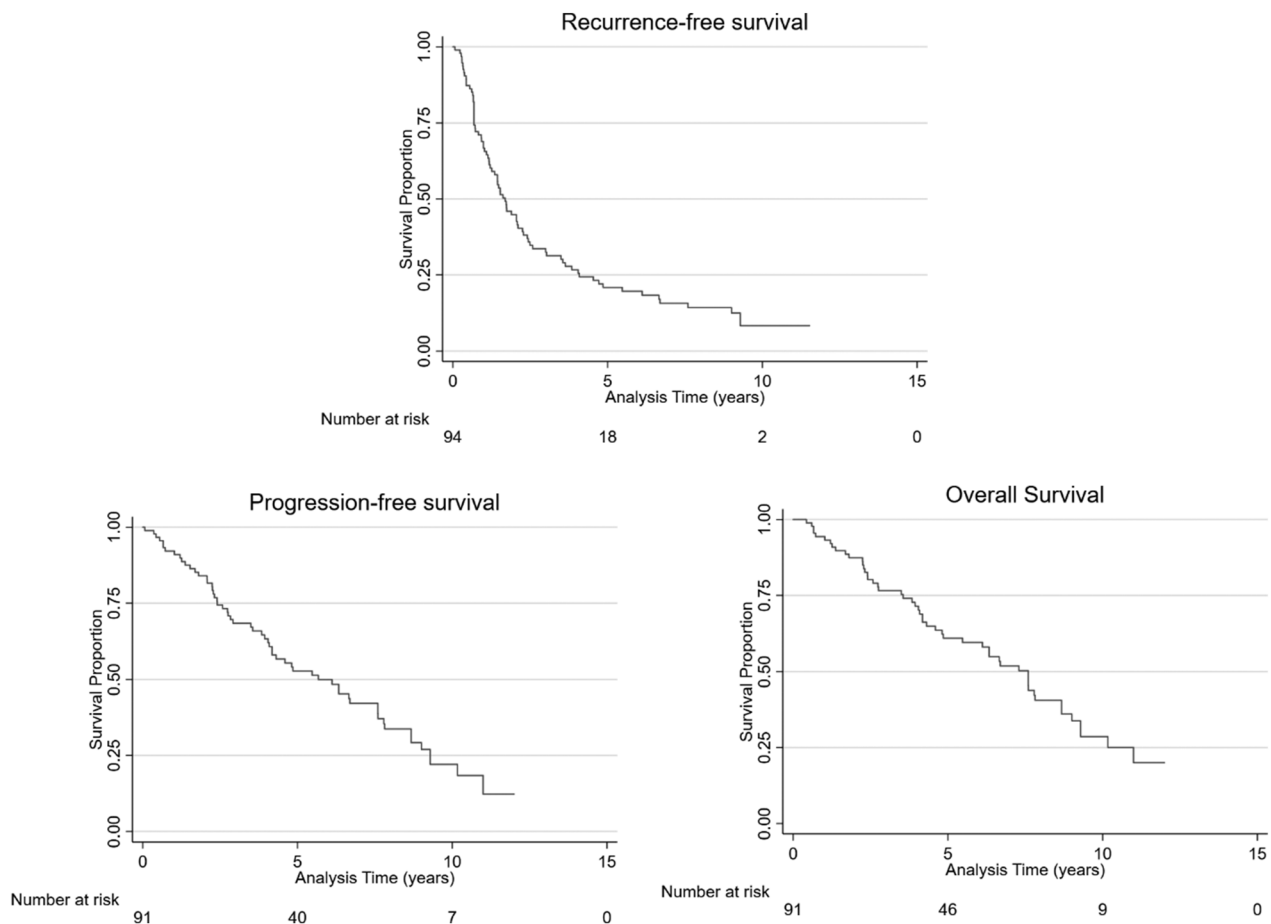 Recurrence-free survival
Survival Proportion
1.00
0.75
0.50
0.25
0.00
0 5 10 15
Analysis Time (years)
Number at risk
94 18 2 0
Progression-free survival
Survival Proportion
1.00
0.75
0.50
0.25
0.00
0 5 10 15
Analysis Time (years)
Number at risk
91 40 7 0
Overall Survival
Survival Proportion
1.00
0.75
0.50
0.25
0.00
0 5 10 15
Analysis Time (years)
Number at risk
91 46 9 0